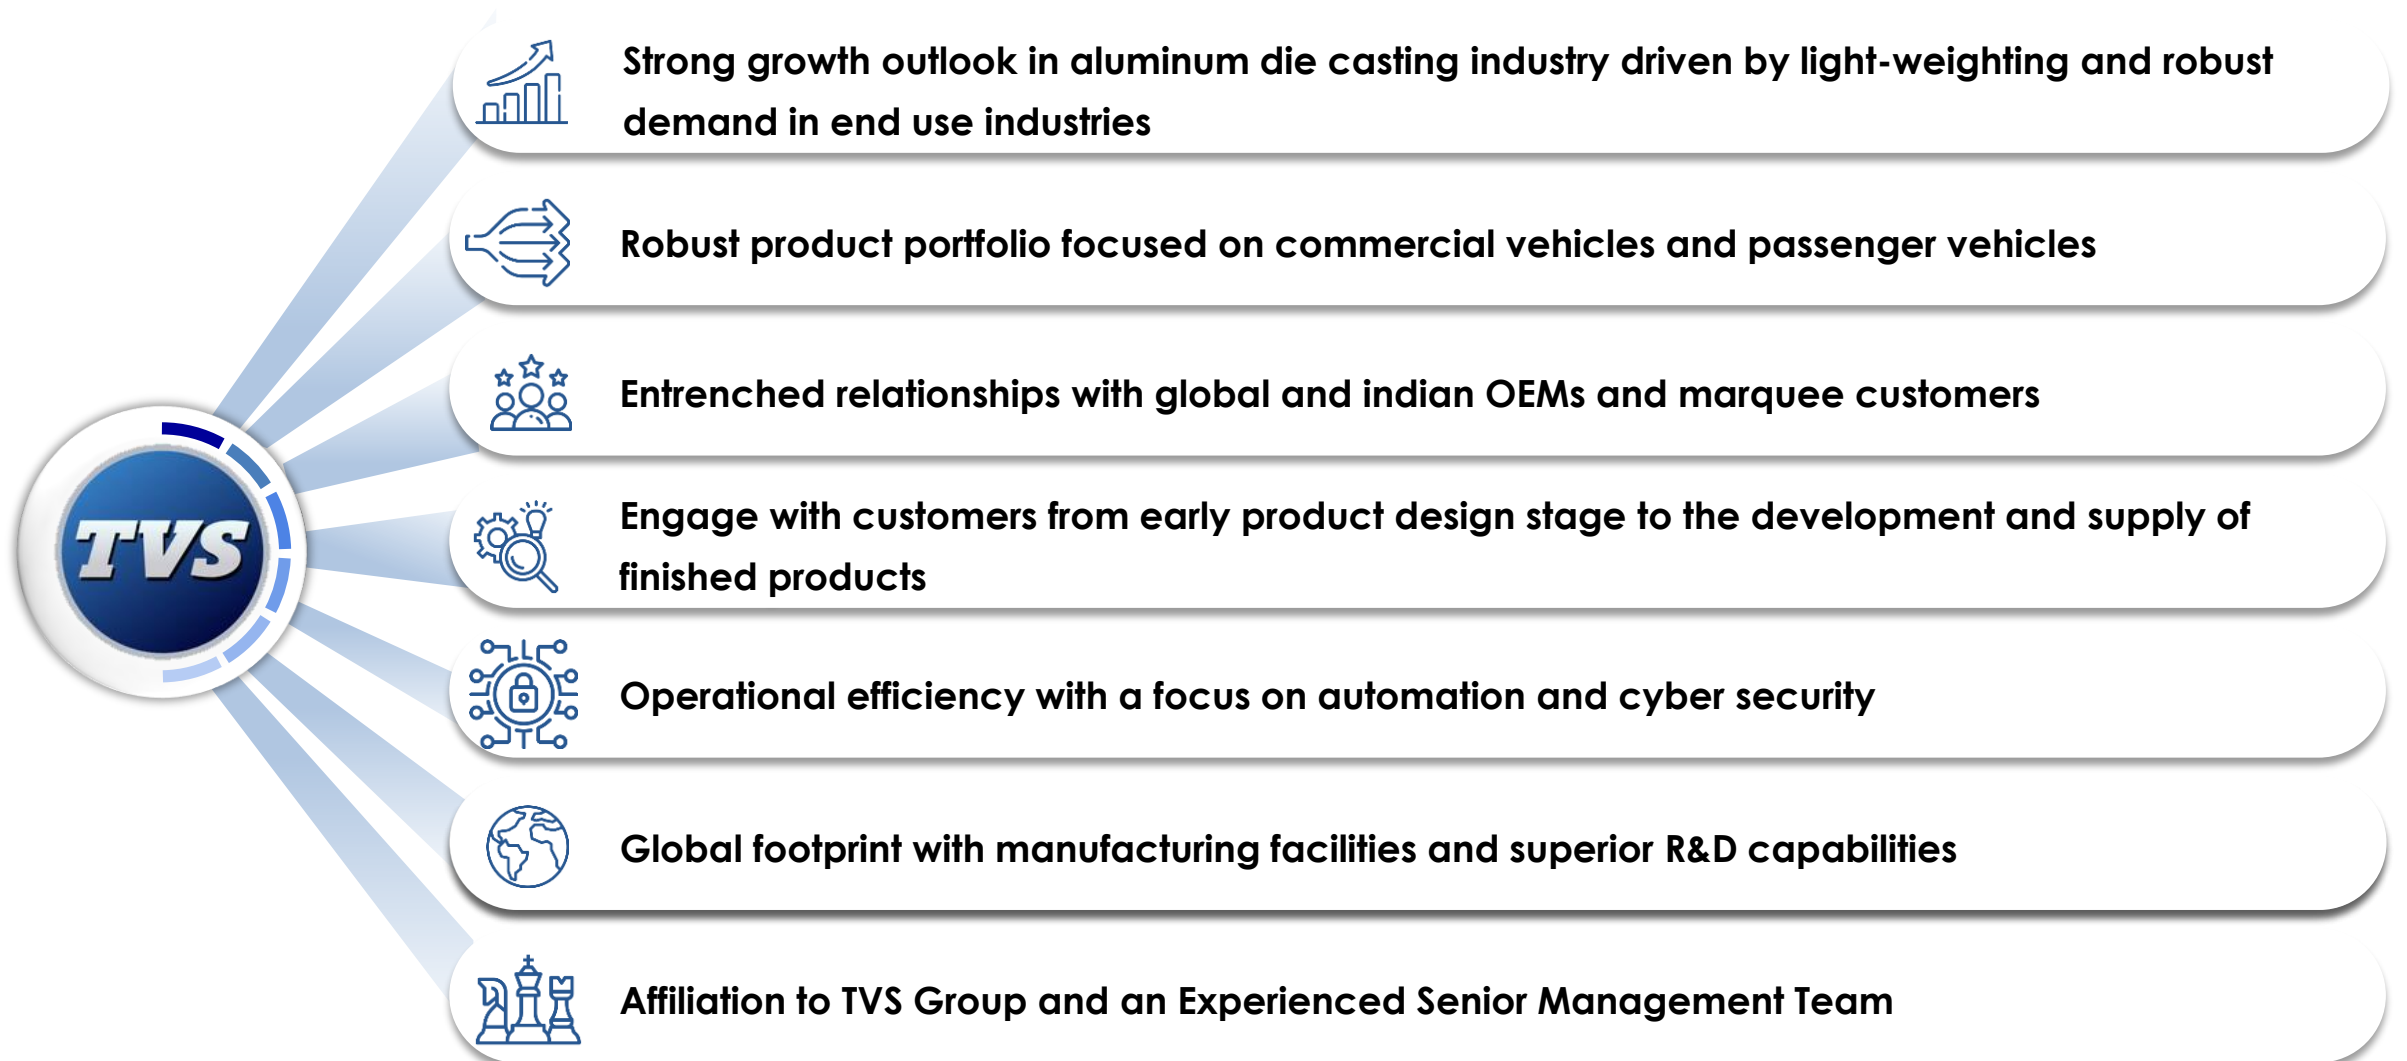 Strong growth outlook in aluminum die casting industry driven by light-weighting and robust
demand in end use industries
Robust product portfolio focused on commercial vehicles and passenger vehicles
Entrenched relationships with global and indian OEMs and marquee customers
TVS
Engage with customers from early product design stage to the development and supply of
finished products
Operational efficiency with a focus on automation and cyber security
Global footprint with manufacturing facilities and superior R&D capabilities
Affiliation to TVS Group and an Experienced Senior Management Team